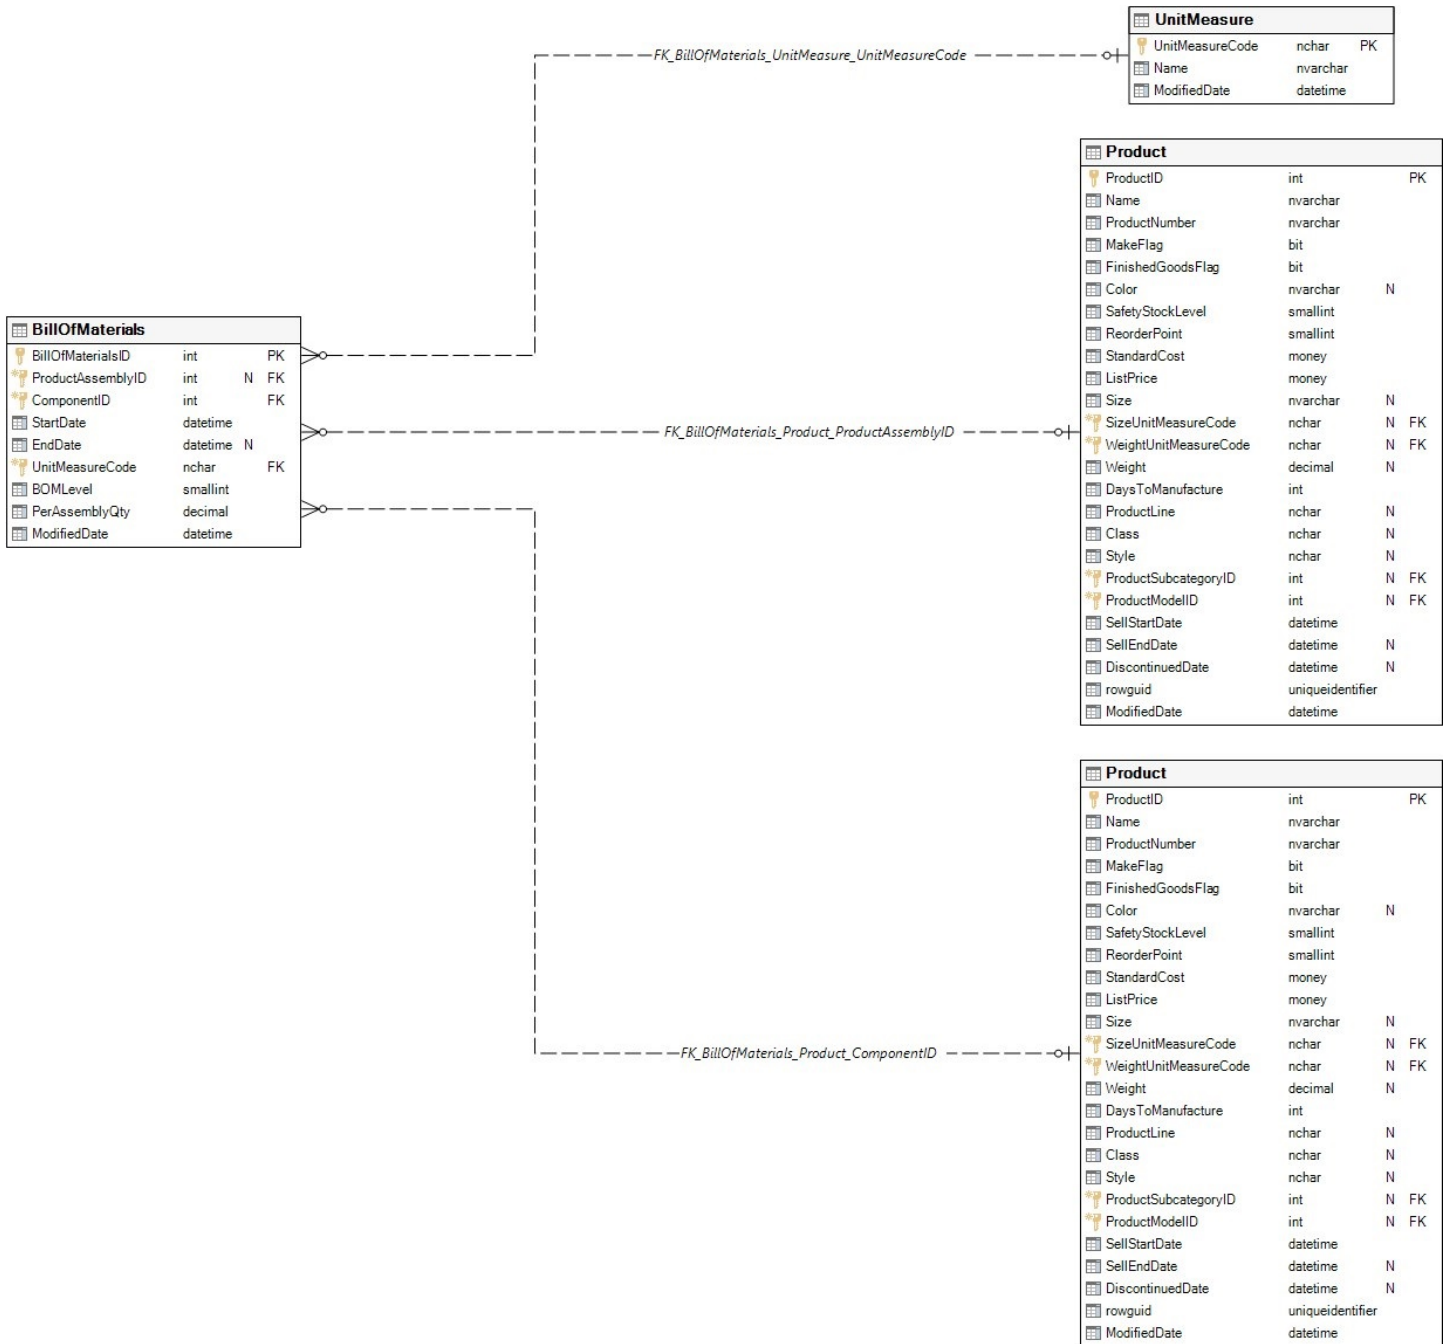 UnitMeasure
UnitMeasureCode nchar PK
Name nvarchar
ModifiedDate datetime
FK_BillOfMaterials_UnitMeasure_UnitMeasureCode
Product
ProductID int PK
Name nvarchar
ProductNumber nvarchar
MakeFlag bit
FinishedGoodsFlag bit
Color nvarchar N
SafetyStockLevel smallint
ReorderPoint smallint
StandardCost money
ListPrice money
Size nvarchar N
SizeUnitMeasureCode nchar N FK
WeightUnitMeasureCode nchar N FK
Weight decimal N
DaysToManufacture int
ProductLine nchar N
Class nchar N
Style nchar N
ProductSubcategoryID int N FK
ProductModelID int N FK
SellStartDate datetime
SellEndDate datetime N
DiscontinuedDate datetime N
rowguid uniqueidentifier
ModifiedDate datetime
BillOfMaterials
BillOfMaterialsID int PK
ProductAssemblyID int N FK
ComponentID int FK
StartDate datetime
EndDate datetime N
UnitMeasureCode nchar FK
BOMLevel smallint
PerAssemblyQty decimal
ModifiedDate datetime
FK_BillOfMaterials_Product_ProductAssemblyID
Product
ProductID int PK
Name nvarchar
ProductNumber nvarchar
MakeFlag bit
FinishedGoodsFlag bit
Color nvarchar N
SafetyStockLevel smallint
ReorderPoint smallint
StandardCost money
ListPrice money
Size nvarchar N
SizeUnitMeasureCode nchar N FK
WeightUnitMeasureCode nchar N FK
Weight decimal N
DaysToManufacture int
ProductLine nchar N
Class nchar N
Style nchar N
ProductSubcategoryID int N FK
ProductModelID int N FK
SellStartDate datetime
SellEndDate datetime N
DiscontinuedDate datetime N
rowguid uniqueidentifier
ModifiedDate datetime
FK_BillOfMaterials_Product_ComponentID